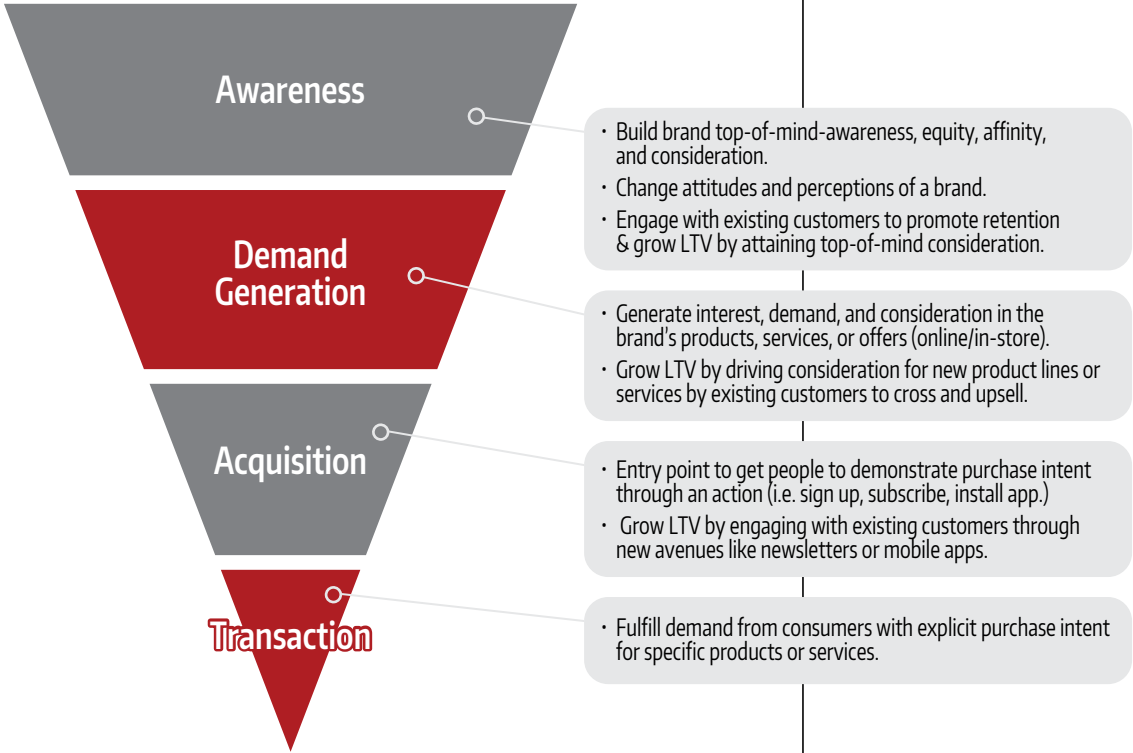 Awareness
· Build brand top-of-mind-awareness, equity, affinity,
and consideration.
· Change attitudes and perceptions of a brand.
· Engage with existing customers to promote retention
& grow LTV by attaining top-of-mind consideration.
Demand
Generation
· Generate interest, demand, and consideration in the
brand's products, services, or offers (online/in-store).
· Grow LTV by driving consideration for new product lines or
services by existing customers to cross and upsell.
Acquisition
· Entry point to get people to demonstrate purchase intent
through an action (i.e. sign up, subscribe, install app.)
· Grow LTV by engaging with existing customers through
new avenues like newsletters or mobile apps.
Transaction
· Fulfill demand from consumers with explicit purchase intent
for specific products or services.